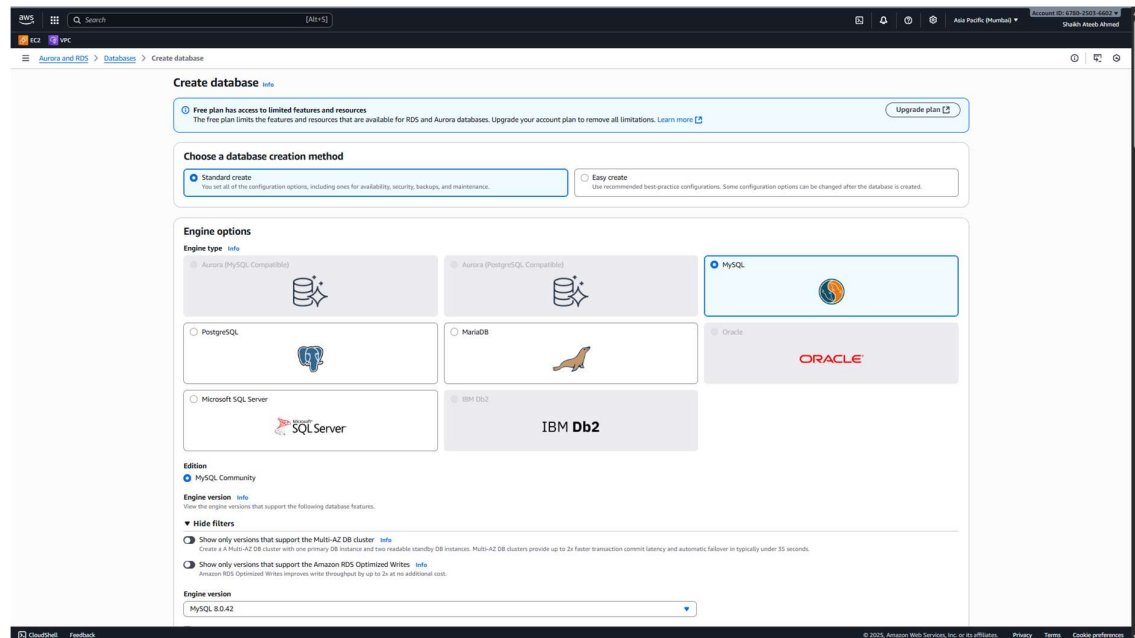 aws
Search
[Alt+S]
Asia Pacific (Mumbai)
Account ID: 6780-2503-6602
Shaikh Ateeb Ahmed
EC2
VPC
Aurora and RDS > Databases > Create database
Create database Info
Free plan has access to limited features and resources
The free plan limits the features and resources that are available for RDS and Aurora databases. Upgrade your account plan to remove all limitations. Learn more
Upgrade plan
Choose a database creation method
Standard create
You set all of the configuration options, including ones for availability, security, backups, and maintenance.
Easy create
Use recommended best-practice configurations. Some configuration options can be changed after the database is created.
Engine options
Engine type Info
Aurora (MySQL Compatible)
Aurora (PostgreSQL Compatible)
MySQL
PostgreSQL
MariaDB
Oracle
ORACLE
Microsoft SQL Server
Microsoft
SQL Server
IBM Db2
IBM Db2
Edition
MySQL Community
Engine version Info
View the engine versions that support the following database features.
Hide filters
Show only versions that support the Multi-AZ DB cluster Info
Create a A Multi-AZ DB cluster with one primary DB instance and two readable standby DB instances. Multi-AZ DB clusters provide up to 2x faster transaction commit latency and automatic failover in typically under 35 seconds.
Show only versions that support the Amazon RDS Optimized Writes Info
Amazon RDS Optimized Writes improves write throughput by up to 2x at no additional cost.
Engine version
MySQL 8.0.42
CloudShell
Feedback
© 2025, Amazon Web Services, Inc. or its affiliates.
Privacy
Terms
Cookie preferences